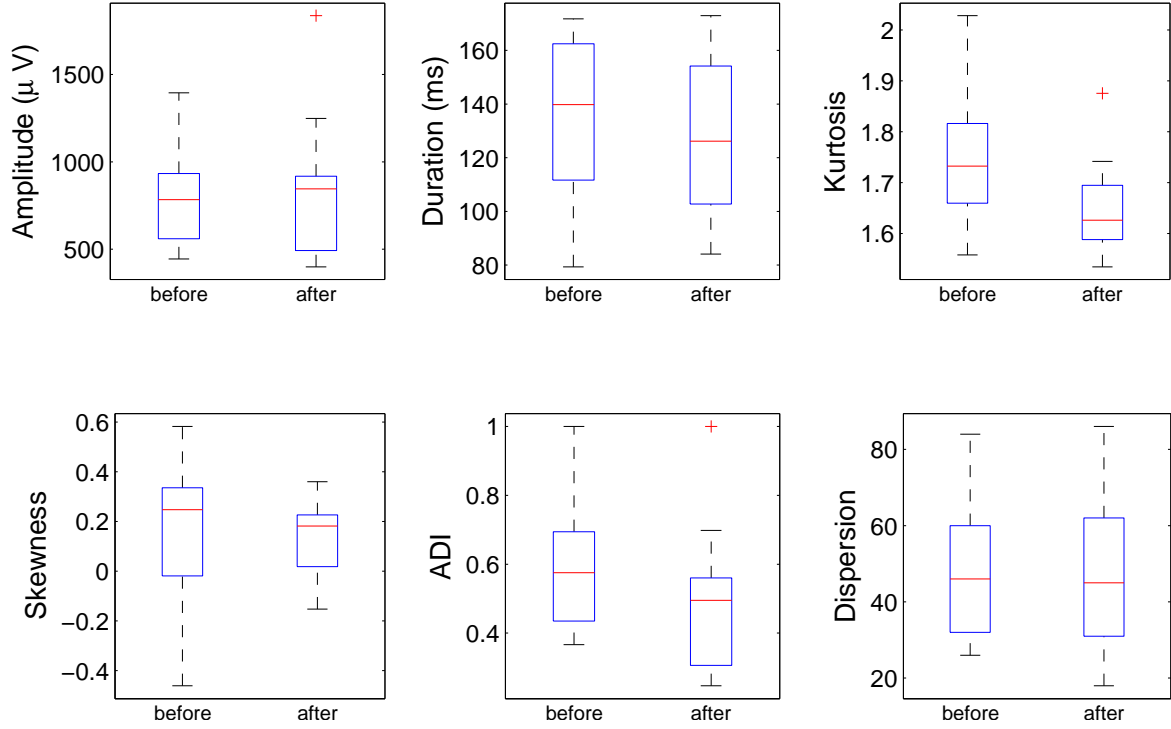 Amplitude (μ V)
1500
1000
500
before after
Duration (ms)
160
140
120
100
80
before after
Kurtosis
2
1.9
1.8
1.7
1.6
before after
Skewness
0.6
0.4
0.2
0
−0.2
−0.4
before after
ADI
1
0.8
0.6
0.4
before after
Dispersion
80
60
40
20
before after